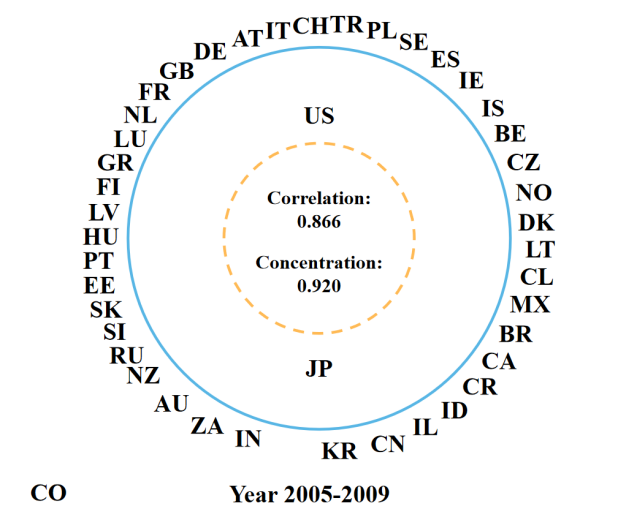 AT IT CH TR PL
DE SE
GB ES
FR IE
NL IS
US
LU BE
GR CZ
FI NO
Correlation:
LV 0.866 DK
HU LT
PT Concentration:
EE 0.920 CL
SK MX
SI BR
RU CA
JP
NZ CR
AU ID
ZA IL
IN KR CN
CO Year 2005-2009